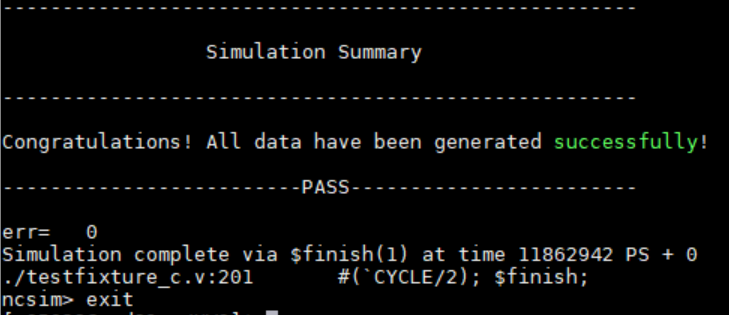 -----------------------------------------------------
Simulation Summary
-----------------------------------------------------
Congratulations! All data have been generated successfully!
-------------------------PASS------------------------
err=   0
Simulation complete via $finish(1) at time 11862942 PS + 0
./testfixture_c.v:201       #(`CYCLE/2); $finish;
ncsim> exit